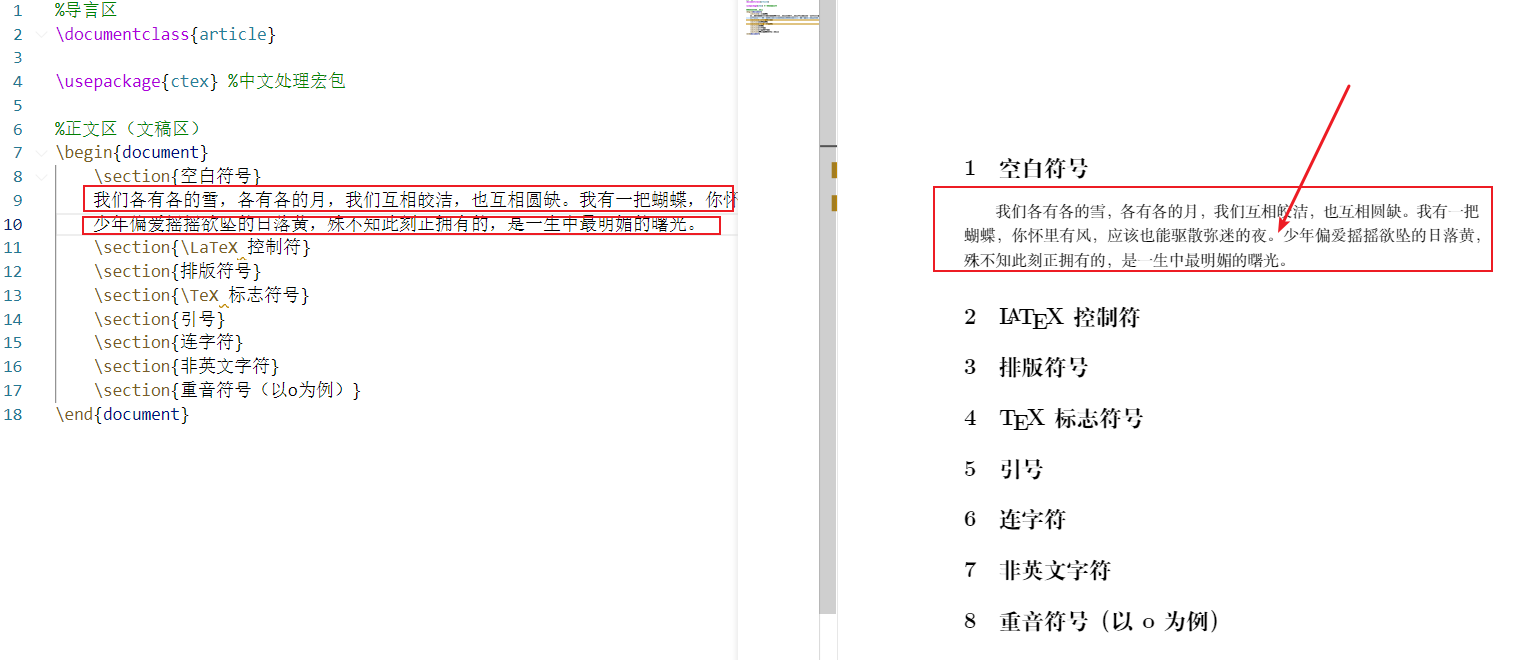 1 %导言区
2 \documentclass{article}
3
4 \usepackage{ctex} %中文处理宏包
5
6 %正文区（文稿区）
7 \begin{document}
8 \section{空白符号}
9 我们各有各的雪，各有各的月，我们互相皎洁，也互相圆缺。我有一把蝴蝶，你怀
10 少年偏爱摇摇欲坠的日落黄，殊不知此刻正拥有的，是一生中最明媚的曙光。
11 \section{\LaTeX 控制符}
12 \section{排版符号}
13 \section{\TeX 标志符号}
14 \section{引号}
15 \section{连字符}
16 \section{非英文字符}
17 \section{重音符号（以o为例）}
18 \end{document}
1 空白符号
我们各有各的雪，各有各的月，我们互相皎洁，也互相圆缺。我有一把
蝴蝶，你怀里有风，应该也能驱散弥迷的夜。少年偏爱摇摇欲坠的日落黄，
殊不知此刻正拥有的，是一生中最明媚的曙光。
2 LATEX 控制符
3 排版符号
4 TEX 标志符号
5 引号
6 连字符
7 非英文字符
8 重音符号（以 o 为例）